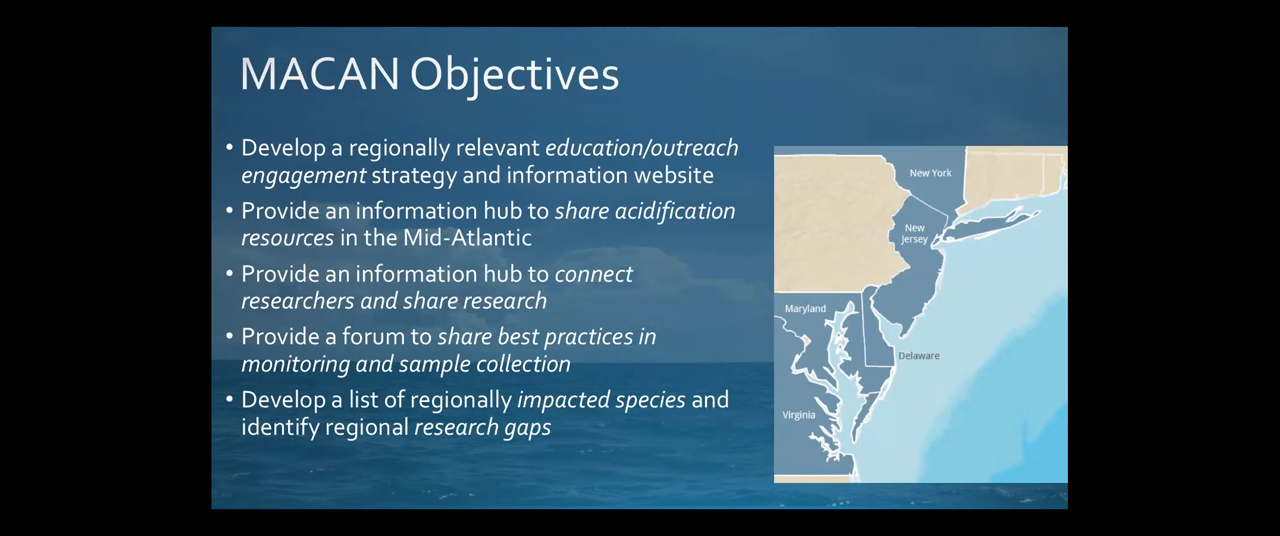 MACAN Objectives
• Develop a regionally relevant education/outreach
engagement strategy and information website
• Provide an information hub to share acidification
resources in the Mid-Atlantic
• Provide an information hub to connect
researchers and share research
• Provide a forum to share best practices in
monitoring and sample collection
• Develop a list of regionally impacted species and
identify regional research gaps
New York
New
Jersey
Maryland
Delaware
Virginia